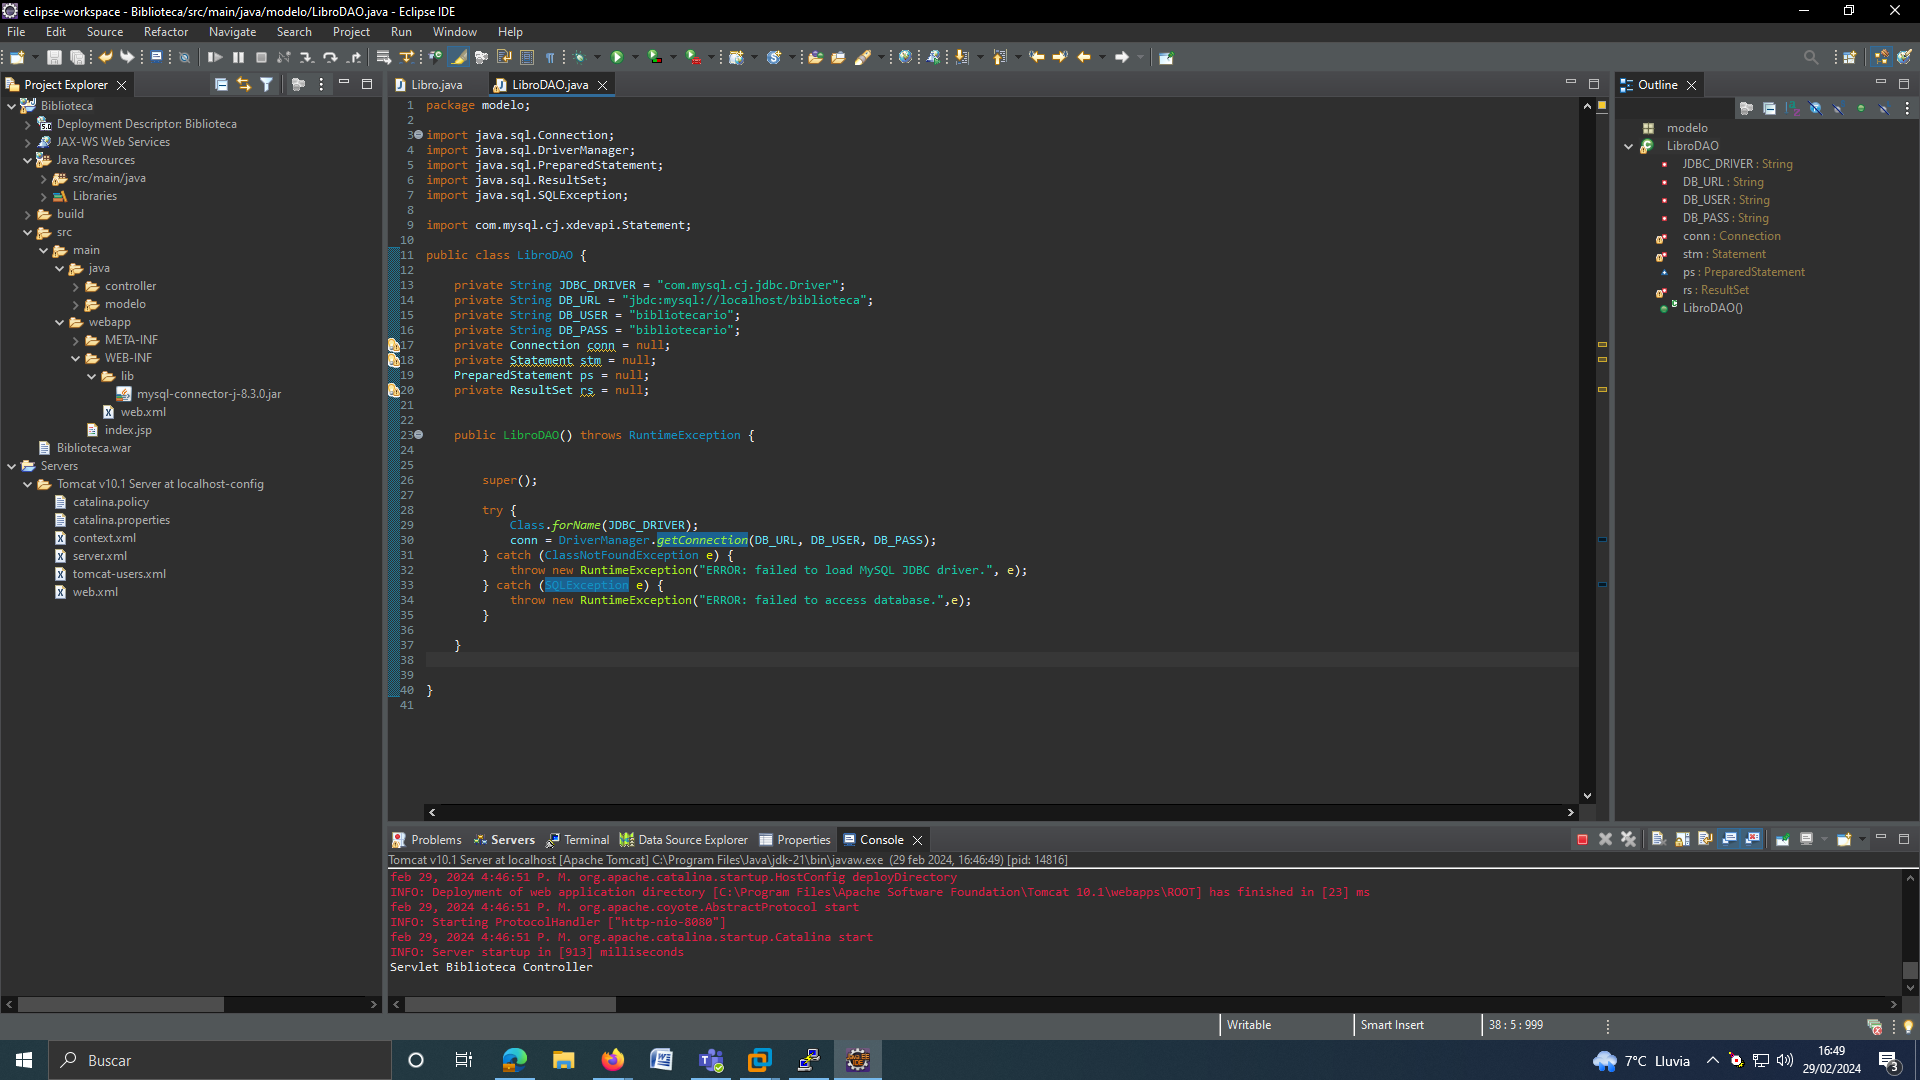 eclipse-workspace - Biblioteca/src/main/java/modelo/LibroDAO.java - Eclipse IDE
File Edit Source Refactor Navigate Search Project Run Window Help
Project Explorer
Biblioteca
Deployment Descriptor: Biblioteca
JAX-WS Web Services
Java Resources
src/main/java
Libraries
build
src
main
java
controller
modelo
webapp
META-INF
WEB-INF
lib
mysql-connector-j-8.3.0.jar
web.xml
index.jsp
Biblioteca.war
Servers
Tomcat v10.1 Server at localhost-config
catalina.policy
catalina.properties
context.xml
server.xml
tomcat-users.xml
web.xml
Libro.java LibroDAO.java
1 package modelo;
2
3 import java.sql.Connection;
4 import java.sql.DriverManager;
5 import java.sql.PreparedStatement;
6 import java.sql.ResultSet;
7 import java.sql.SQLException;
8
9 import com.mysql.cj.xdevapi.Statement;
10
11 public class LibroDAO {
12
13 private String JDBC_DRIVER = "com.mysql.cj.jdbc.Driver";
14 private String DB_URL = "jbdc:mysql://localhost/biblioteca";
15 private String DB_USER = "bibliotecario";
16 private String DB_PASS = "bibliotecario";
17 private Connection conn = null;
18 private Statement stm = null;
19 PreparedStatement ps = null;
20 private ResultSet rs = null;
21
22
23 public LibroDAO() throws RuntimeException {
24
25
26 super();
27
28 try {
29 Class.forName(JDBC_DRIVER);
30 conn = DriverManager.getConnection(DB_URL, DB_USER, DB_PASS);
31 } catch (ClassNotFoundException e) {
32 throw new RuntimeException("ERROR: failed to load MySQL JDBC driver.", e);
33 } catch (SQLException e) {
34 throw new RuntimeException("ERROR: failed to access database.",e);
35 }
36
37 }
38
39
40 }
41
Outline
modelo
LibroDAO
JDBC_DRIVER : String
DB_URL : String
DB_USER : String
DB_PASS : String
conn : Connection
stm : Statement
ps : PreparedStatement
rs : ResultSet
LibroDAO()
Problems Servers Terminal Data Source Explorer Properties Console
Tomcat v10.1 Server at localhost [Apache Tomcat] C:\Program Files\Java\jdk-21\bin\javaw.exe (29 feb 2024, 16:46:49) [pid: 14816]
feb 29, 2024 4:46:51 P. M. org.apache.catalina.startup.HostConfig deployDirectory
INFO: Deployment of web application directory [C:\Program Files\Apache Software Foundation\Tomcat 10.1\webapps\ROOT] has finished in [23] ms
feb 29, 2024 4:46:51 P. M. org.apache.coyote.AbstractProtocol start
INFO: Starting ProtocolHandler ["http-nio-8080"]
feb 29, 2024 4:46:51 P. M. org.apache.catalina.startup.Catalina start
INFO: Server startup in [913] milliseconds
Servlet Biblioteca Controller
Writable Smart Insert 38 : 5 : 999
Buscar
7°C Lluvia
16:49
29/02/2024
3